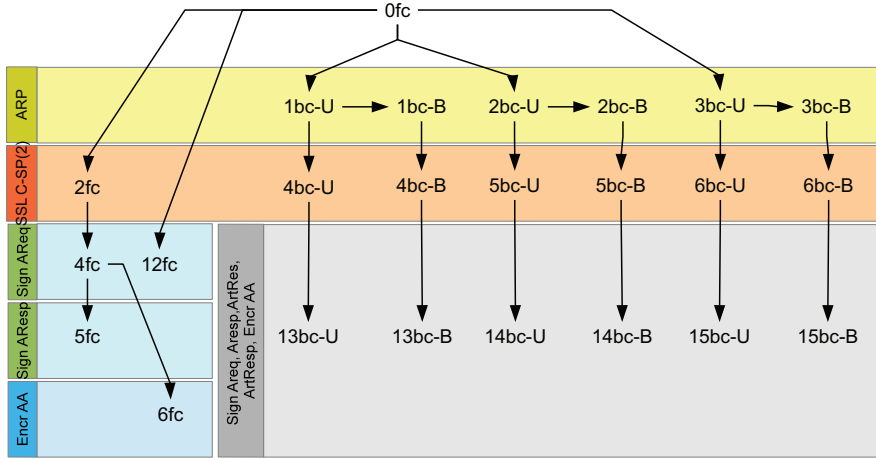 0fc
ARP
1bc-U 1bc-B 2bc-U 2bc-B 3bc-U 3bc-B
SSL C-SP(2)
2fc 4bc-U 4bc-B 5bc-U 5bc-B 6bc-U 6bc-B
Sign AReq
4fc 12fc
Sign Areq, Aresp,ArtRes,
ArtResp, Encr AA
Sign AResp
5fc 13bc-U 13bc-B 14bc-U 14bc-B 15bc-U 15bc-B
Encr AA
6fc